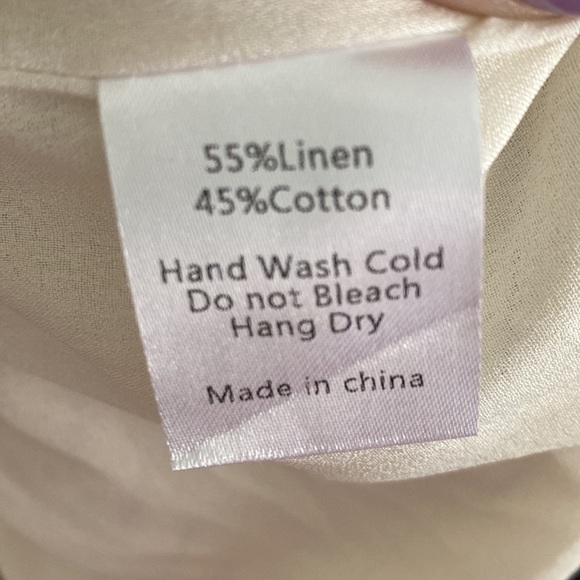 55%Linen
45%Cotton
Hand Wash Cold
Do not Bleach
Hang Dry
Made in china